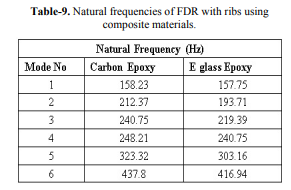 Table-9. Natural frequencies of FDR with ribs using
composite materials.
Natural Frequency (Hz)
Mode No Carbon Epoxy E glass Epoxy
1 158.23 157.75
2 212.37 193.71
3 240.75 219.39
4 248.21 240.75
5 323.32 303.16
6 437.8 416.94